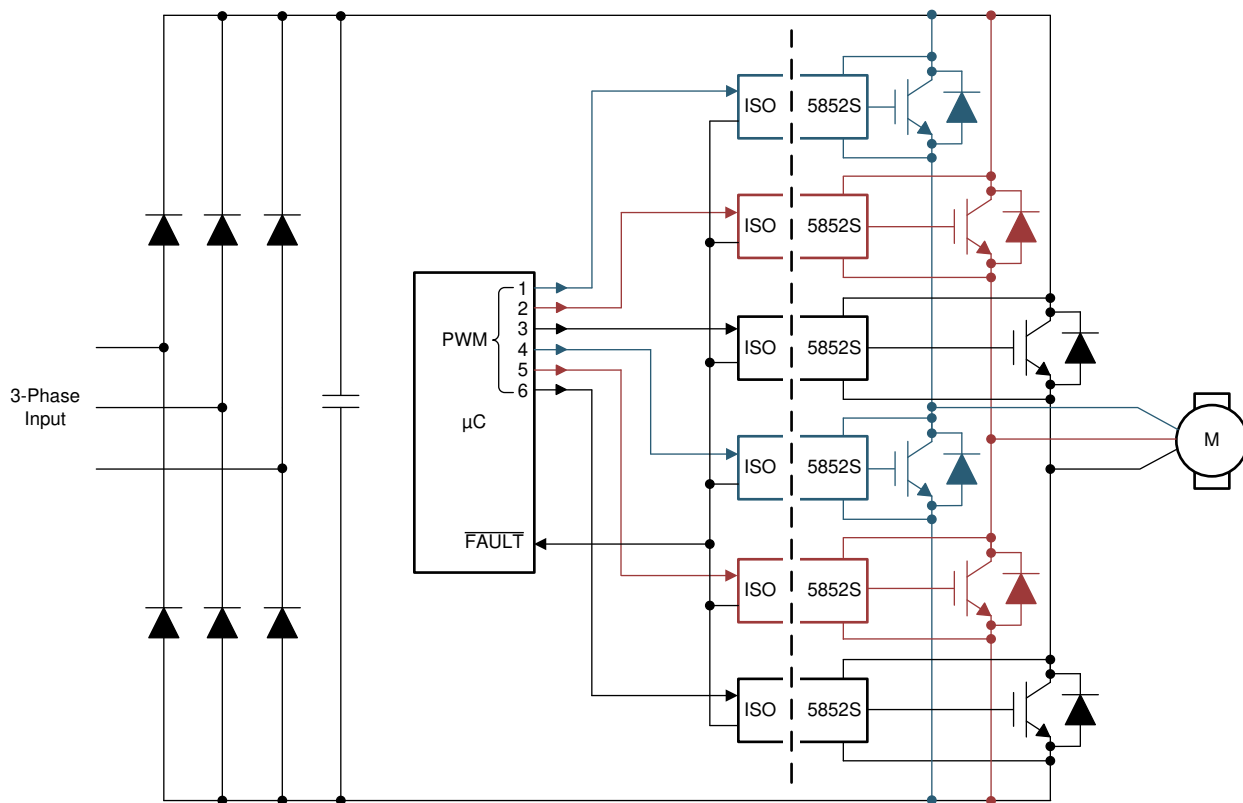 ISO 5852S
ISO 5852S
1
2
3
4
5
6
PWM
ISO 5852S
3-Phase
Input
µC
M
ISO 5852S
FAULT
ISO 5852S
ISO 5852S